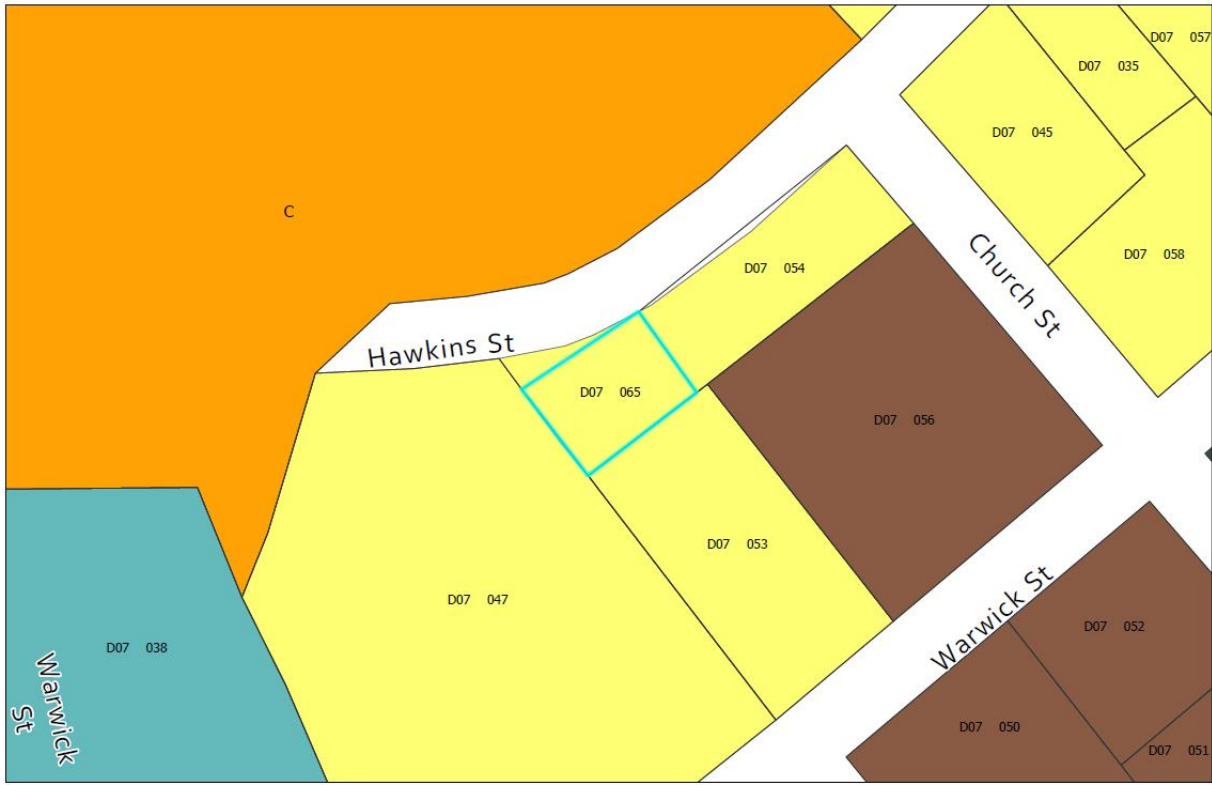 D07 057
D07 035
D07 045
C
D07 054
D07 058
Church St
Hawkins St
D07 065
D07 056
D07 053
D07 047
Warwick St
D07 052
D07 038
Warwick
St
D07 050
D07 051